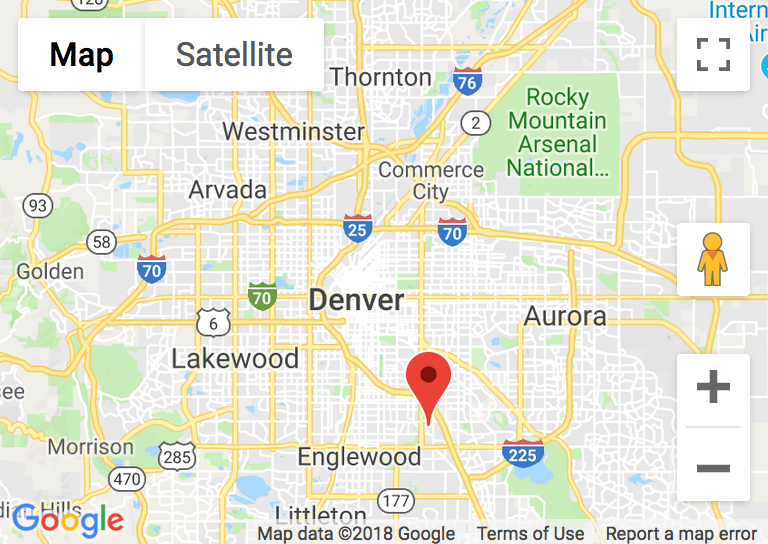 128
Intern
Air
Map
Satellite
Thornton
76
Rocky
Mountain
Arsenal
National...
2
Westminster
Commerce
City
Arvada
93
25
70
58
Golden
70
70
Denver
6
Aurora
Lakewood
see
Morrison
285
Englewood
225
470
177
dian Hills
Littleton
Google
Map data ©2018 Google
Terms of Use
Report a map error